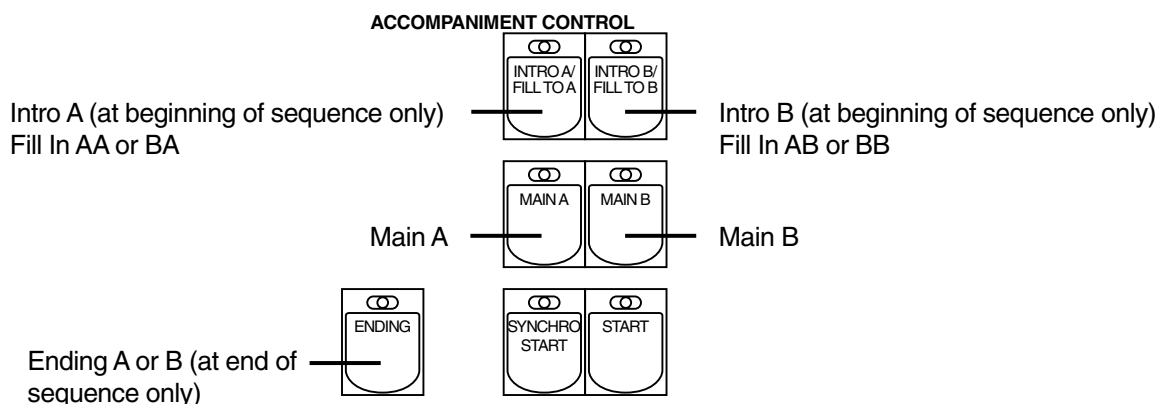 ACCOMPANIMENT CONTROL
INTRO A/
FILL TO A
INTRO B/
FILL TO B
Intro A (at beginning of sequence only)
Fill In AA or BA
Intro B (at beginning of sequence only)
Fill In AB or BB
MAIN A
MAIN B
Main A
Main B
ENDING
SYNCHRO
START
START
Ending A or B (at end of
sequence only)